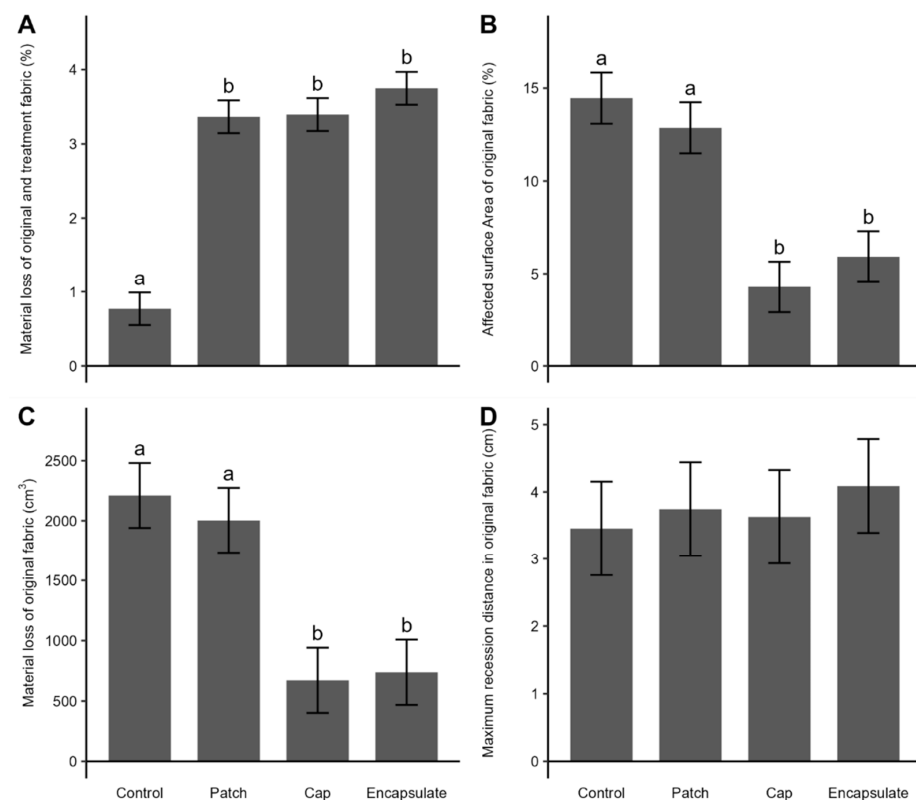 A
Material loss of original and treatment fabric (%)
4
3
2
1
0
a
b
b
b
B
Affected surface Area of original fabric (%)
15
10
5
0
a
a
b
b
C
Material loss of original fabric (cm³)
2500
2000
1500
1000
500
0
a
a
b
b
Control
Patch
Cap
Encapsulate
D
Maximum recession distance in original fabric (cm)
5
4
3
2
1
0
Control
Patch
Cap
Encapsulate